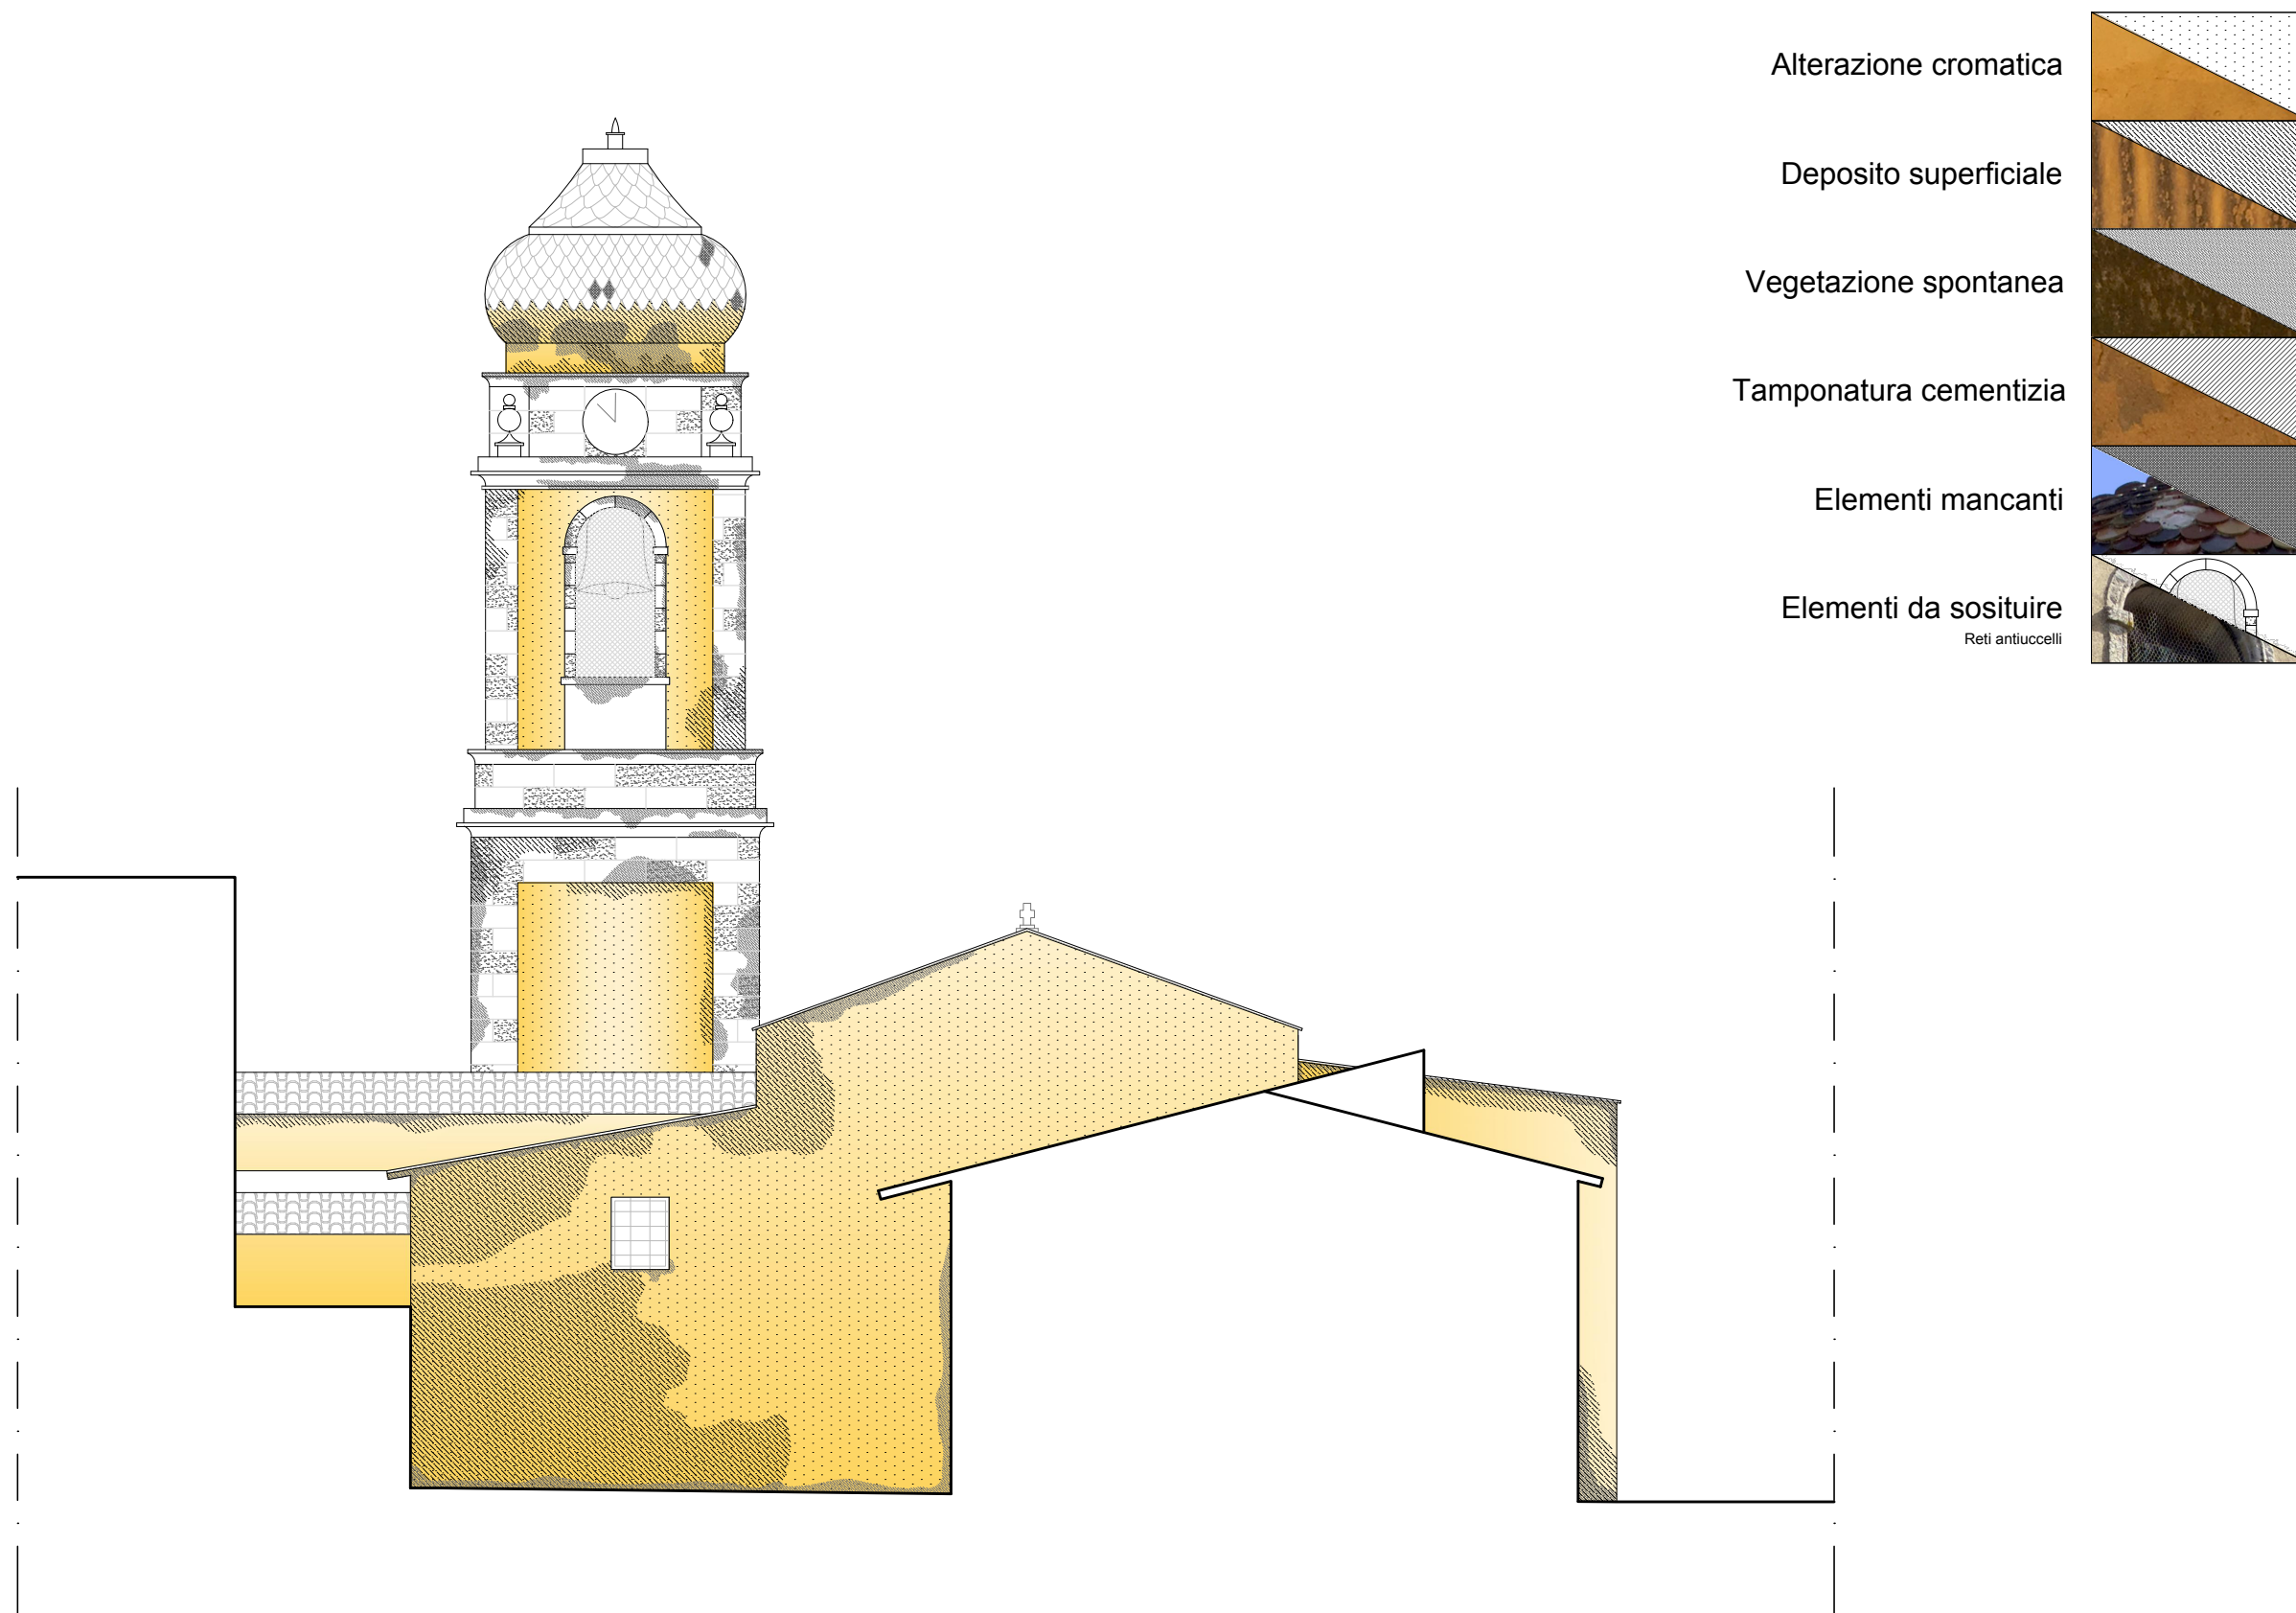 Alterazione cromatica
Deposito superficiale
Vegetazione spontanea
Tamponatura cementizia
Elementi mancanti
Elementi da sosituire
Reti antiuccelli